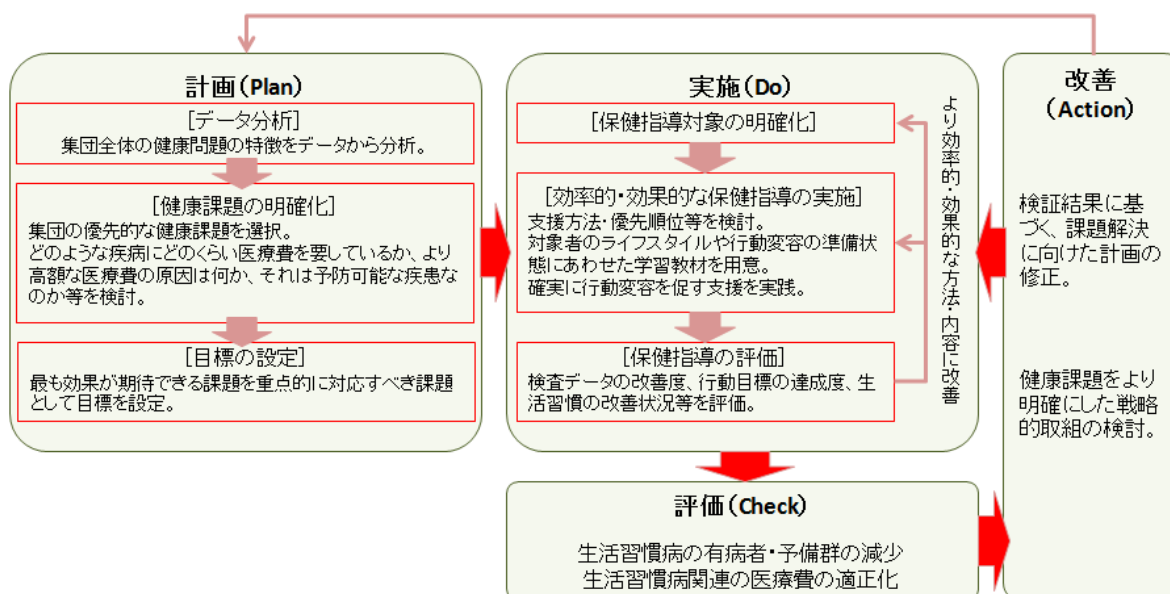 計画(Plan)
[データ分析]
集団全体の健康問題の特徴をデータから分析。
[健康課題の明確化]
集団の優先的な健康課題を選択。
どのような疾病にどのくらい医療費を要しているか、より
高額な医療費の原因は何か、それは予防可能な疾患な
のか等を検討。
[目標の設定]
最も効果が期待できる課題を重点的に対応すべき課題
として目標を設定。
実施(Do)
[保健指導対象の明確化]
[効率的・効果的な保健指導の実施]
支援方法・優先順位等を検討。
対象者のライフスタイルや行動変容の準備状
態にあわせた学習教材を用意。
確実に行動変容を促す支援を実践。
[保健指導の評価]
検査データの改善度、行動目標の達成度、生
活習慣の改善状況等を評価。
より効率的・効果的な方法・内容に改善
評価(Check)
生活習慣病の有病者・予備群の減少
生活習慣病関連の医療費の適正化
改善
(Action)
検証結果に基
づく、課題解決
に向けた計画の
修正。
健康課題をより
明確にした戦略
的取組の検討。